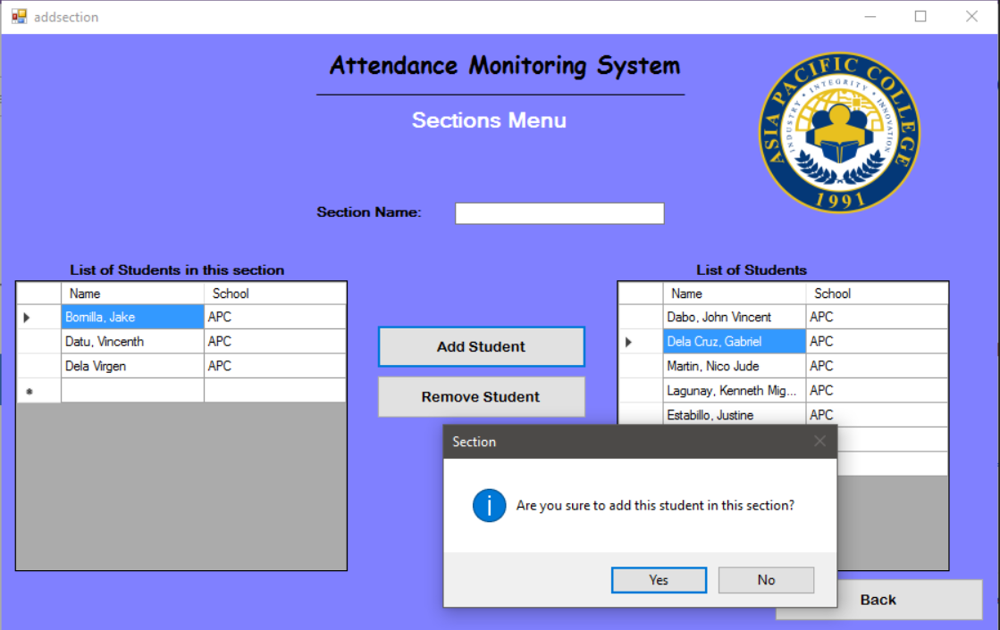 addsection
Attendance Monitoring System
Sections Menu
ASIA PACIFIC COLLEGE
INDUSTRY • INTEGRITY • INNOVATION
1991
Section Name:
List of Students in this section
Name School
Bornilla, Jake APC
Datu, Vincenth APC
Dela Virgen APC
Add Student
Remove Student
List of Students
Name School
Dabo, John Vincent APC
Dela Cruz, Gabriel APC
Martin, Nico Jude APC
Lagunay, Kenneth Mig... APC
Estabillo, Justine APC
Section
Are you sure to add this student in this section?
Yes No
Back